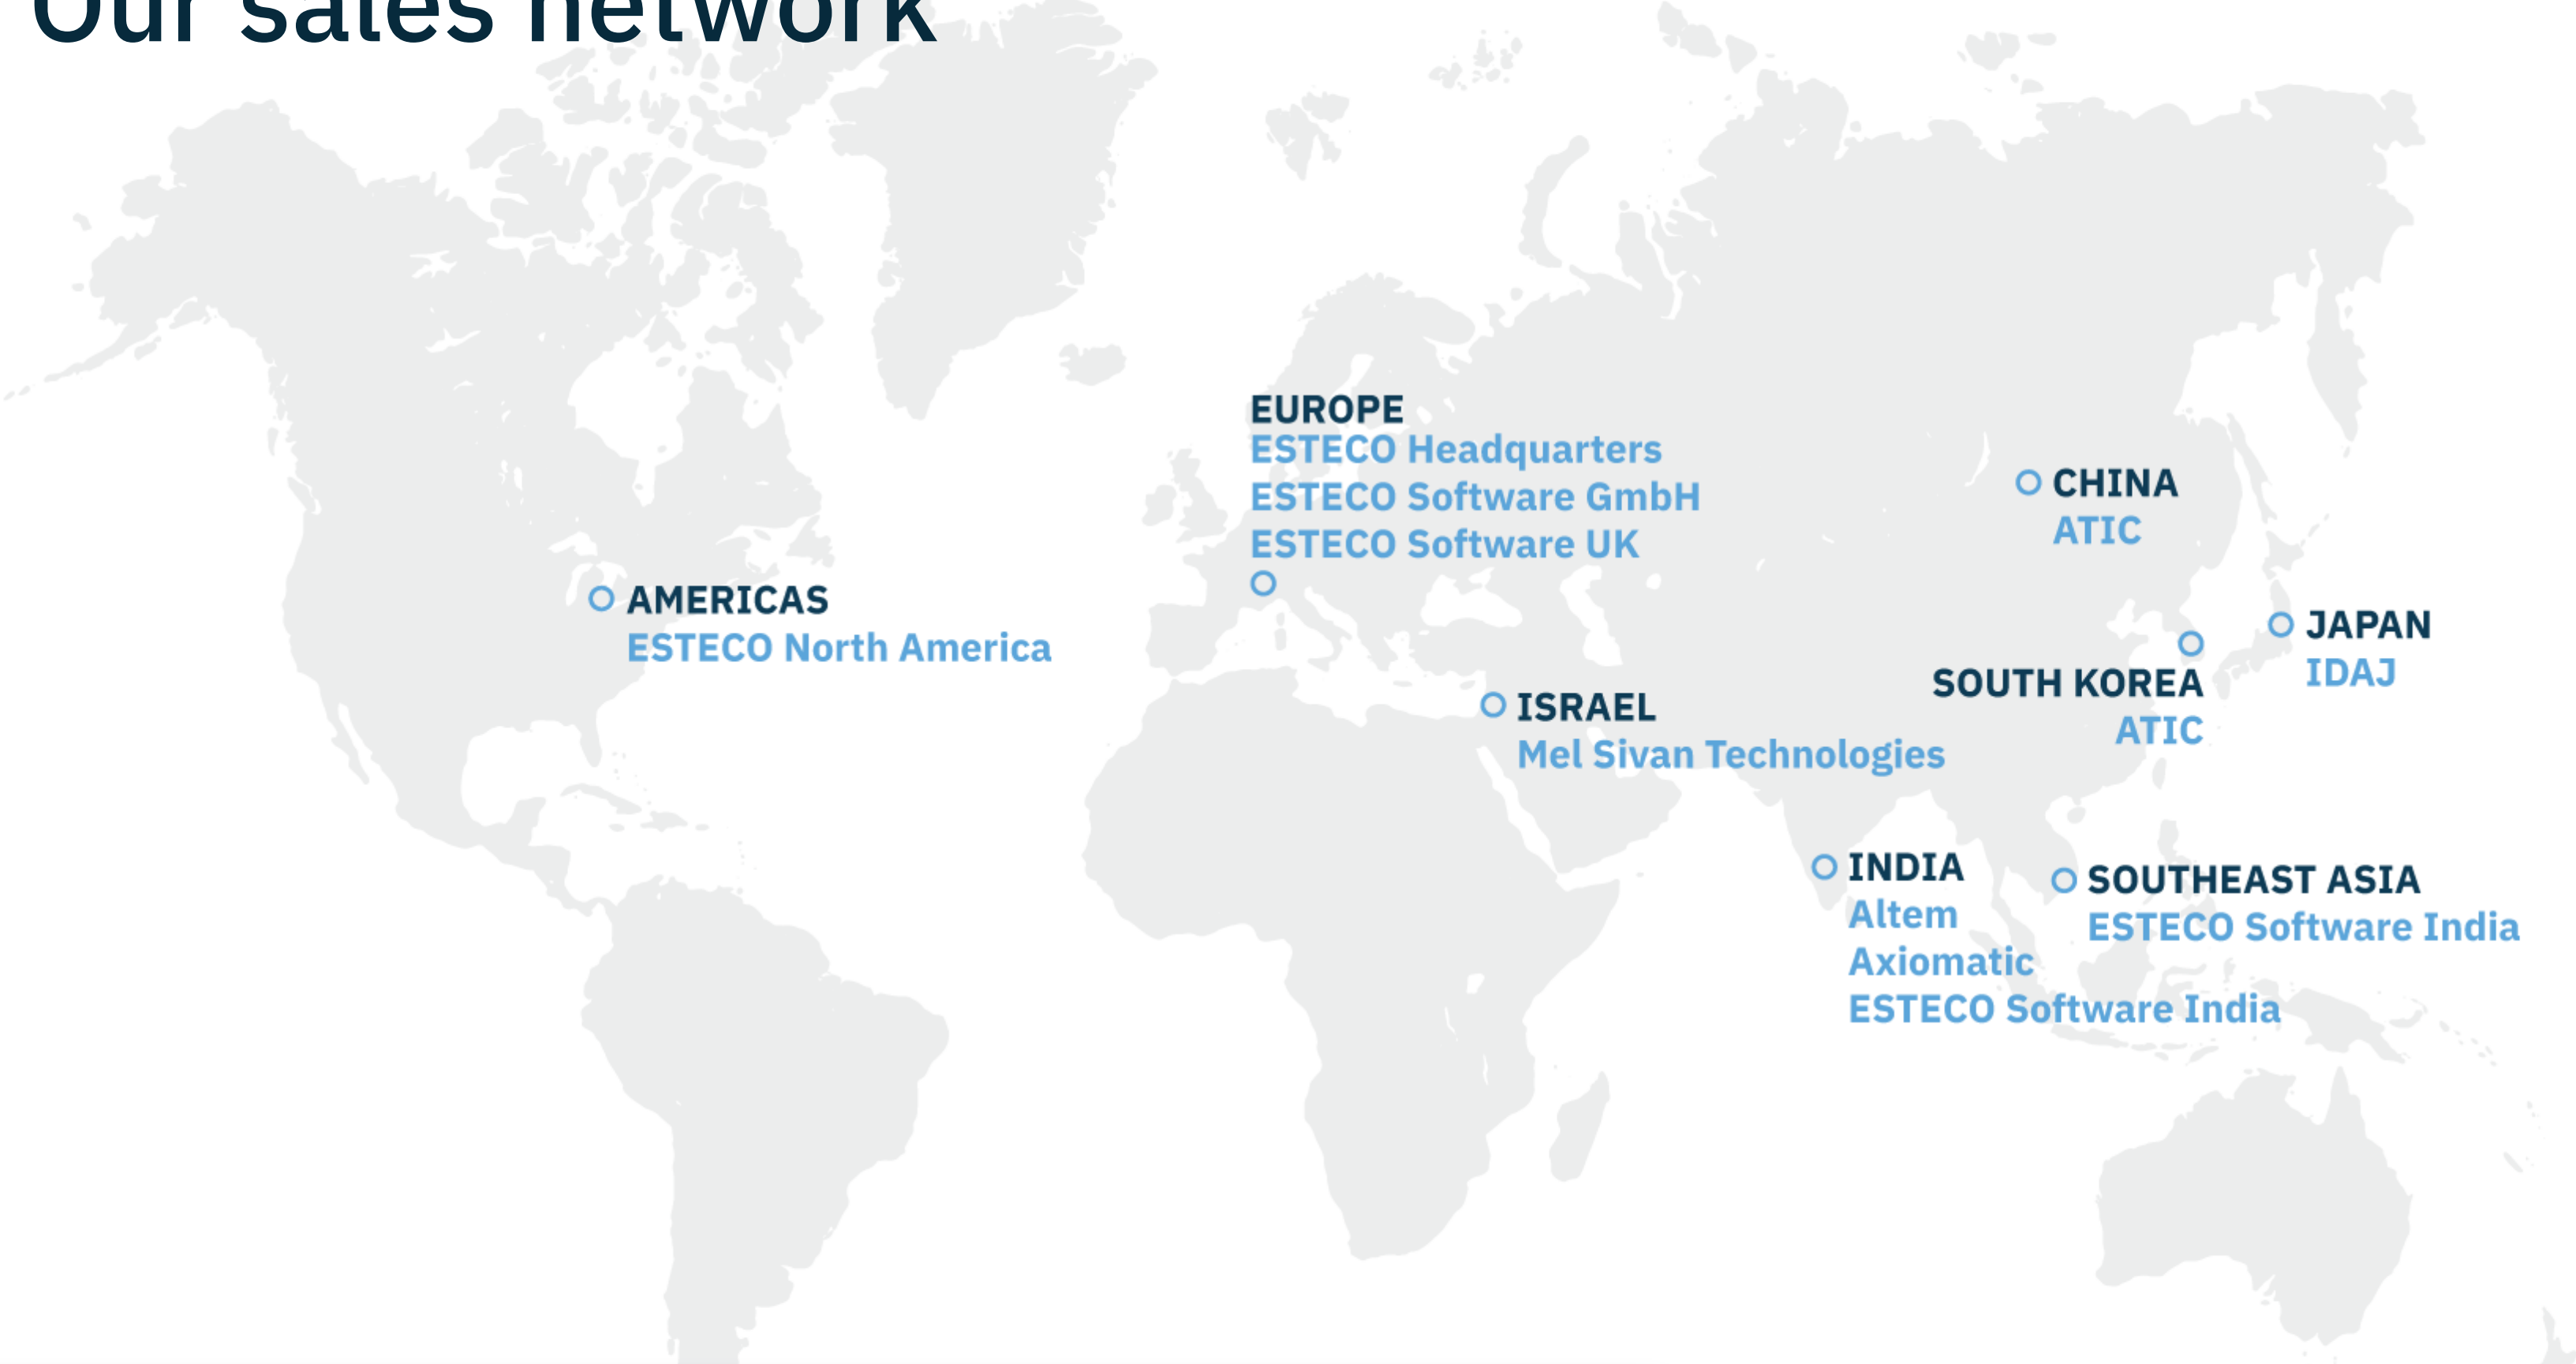 Our sales network
EUROPE
ESTECO Headquarters
ESTECO Software GmbH
ESTECO Software UK
CHINA
ATIC
AMERICAS
ESTECO North America
JAPAN
IDAJ
SOUTH KOREA
ATIC
ISRAEL
Mel Sivan Technologies
INDIA
Altem
Axiomatic
ESTECO Software India
SOUTHEAST ASIA
ESTECO Software India